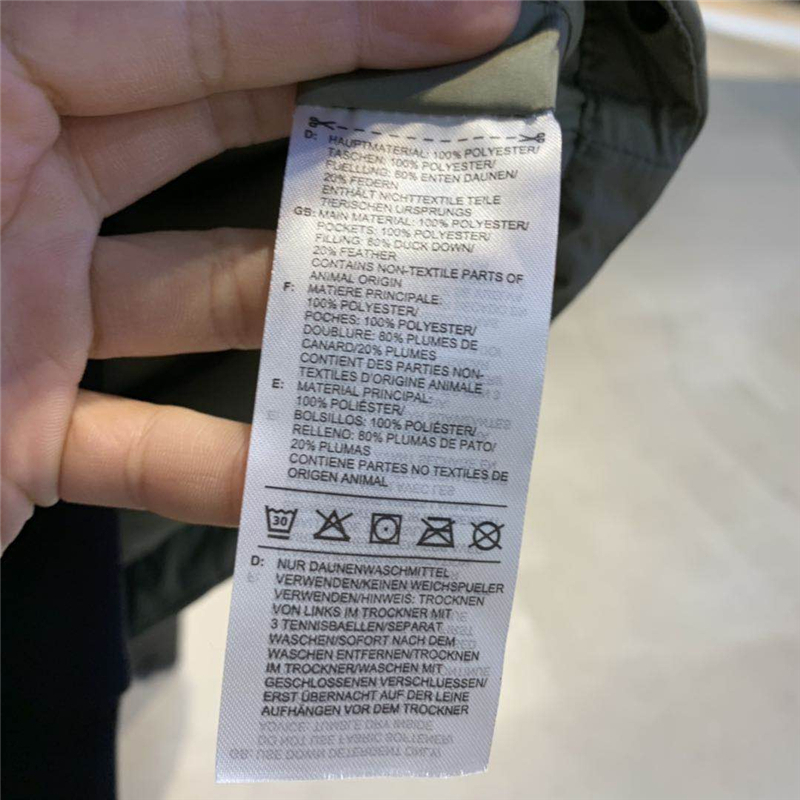 D: HAUPTMATERIAL: 100% POLYESTER/
TASCHEN: 100% POLYESTER/
FUELLUNG: 80% ENTEN DAUNEN/
20% FEDERN
ENTHÄLT NICHTTEXTILE TEILE
TIERISCHEN URSPRUNGS
GB: MAIN MATERIAL: 100% POLYESTER/
POCKETS: 100% POLYESTER/
FILLING: 80% DUCK DOWN/
20% FEATHER
CONTAINS NON-TEXTILE PARTS OF
ANIMAL ORIGIN
F: MATIÈRE PRINCIPALE:
100% POLYESTER/
POCHES: 100% POLYESTER/
DOUBLURE: 80% PLUMES DE
CANARD/20% PLUMES
CONTIENT DES PARTIES NON-
TEXTILES D'ORIGINE ANIMALE
E: MATERIAL PRINCIPAL:
100% POLIÉSTER/
BOLSILLOS: 100% POLIÉSTER/
RELLENO: 80% PLUMAS DE PATO/
20% PLUMAS
CONTIENE PARTES NO TEXTILES DE
ORIGEN ANIMAL
30
D: NUR DAUNENWASCHMITTEL
VERWENDEN/KEINEN WEICHSPUELER
VERWENDEN/HINWEIS: TROCKNEN
VON LINKS IM TROCKNER MIT
3 TENNISBAELLEN/SEPARAT
WASCHEN/SOFORT NACH DEM
WASCHEN ENTFERNEN/TROCKNEN
IM TROCKNER/WASCHEN MIT
GESCHLOSSENEN VERSCHLUESSEN/
ERST ÜBERNACHT AUF DER LEINE
AUFHÄNGEN VOR DEM TROCKNER